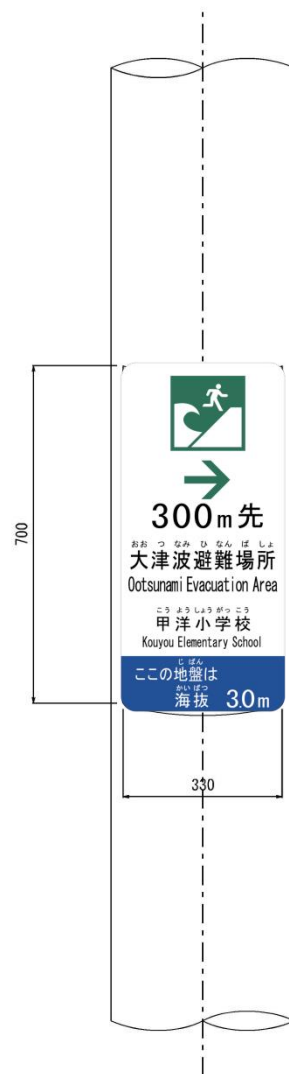 700
300m先
おおつなみひなんばしょ
大津波避難場所
Ootsunami Evacuation Area
こうようしょうがっこう
甲洋小学校
Kouyou Elementary School
じばん
ここの地盤は
かいばつ
海抜 3.0m
330